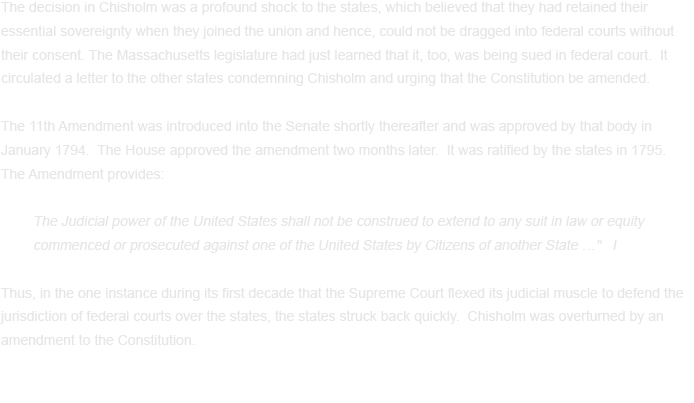 The decision in Chisholm was a profound shock to the states, which believed that they had retained their
essential sovereignty when they joined the union and hence, could not be dragged into federal courts without
their consent. The Massachusetts legislature had just learned that it, too, was being sued in federal court.  It
circulated a letter to the other states condemning Chisholm and urging that the Constitution be amended.
The 11th Amendment was introduced into the Senate shortly thereafter and was approved by that body in
January 1794.  The House approved the amendment two months later.  It was ratified by the states in 1795.
The Amendment provides:
The Judicial power of the United States shall not be construed to extend to any suit in law or equity
commenced or prosecuted against one of the United States by Citizens of another State …"   I
Thus, in the one instance during its first decade that the Supreme Court flexed its judicial muscle to defend the
jurisdiction of federal courts over the states, the states struck back quickly.  Chisholm was overturned by an
amendment to the Constitution.